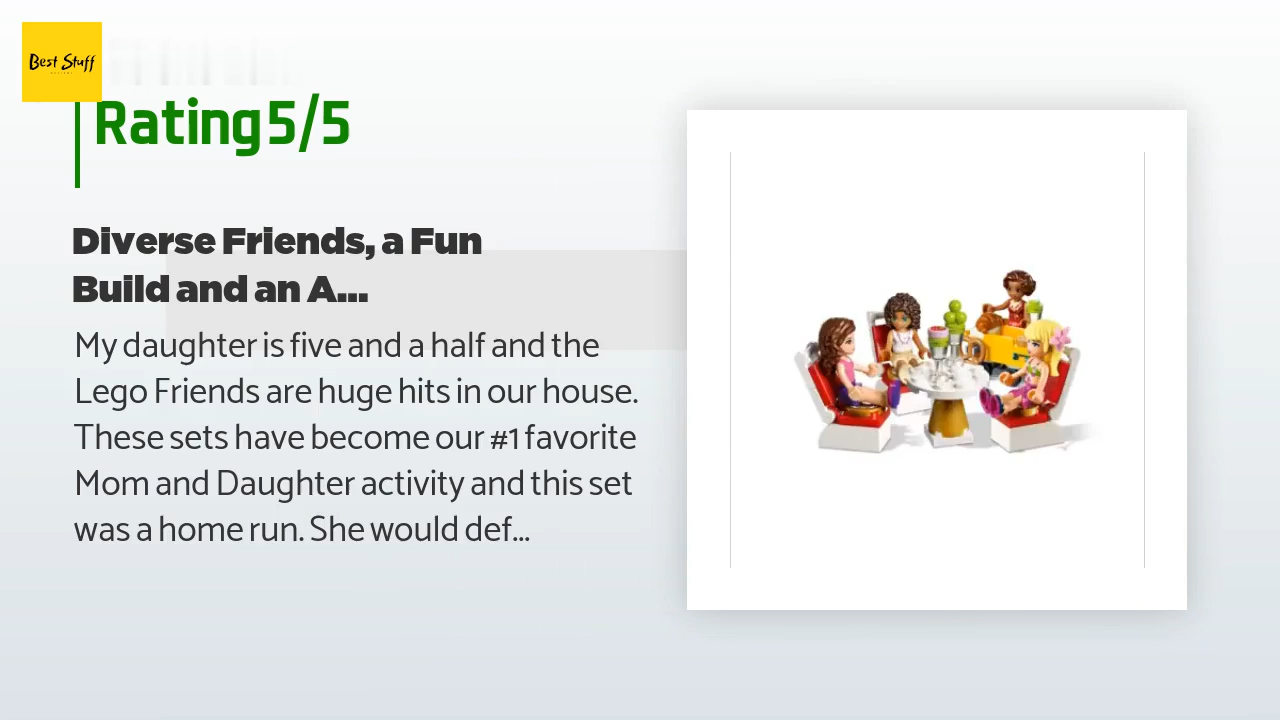 Best Stuff
Rating 5/5
Diverse Friends, a Fun
Build and an A...
My daughter is five and a half and the
Lego Friends are huge hits in our house.
These sets have become our #1 favorite
Mom and Daughter activity and this set
was a home run. She would def...